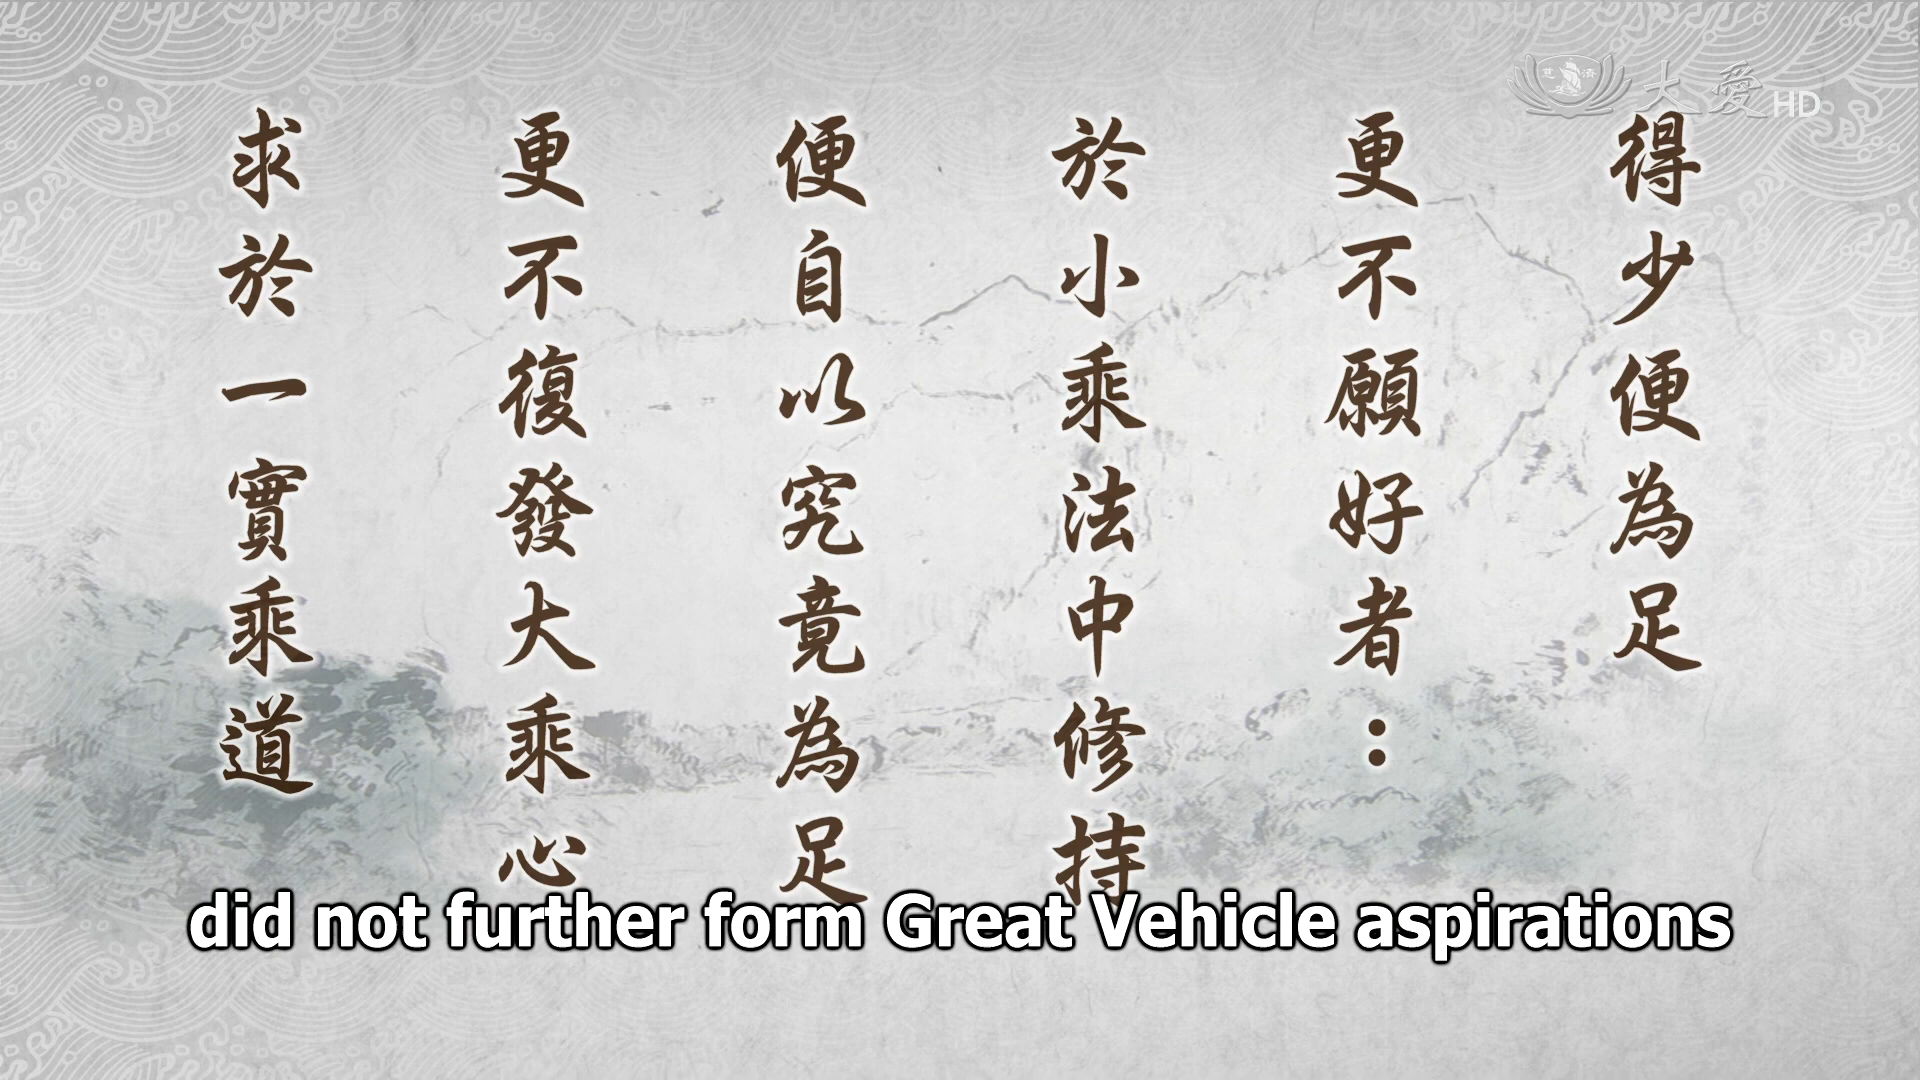 得少便為足
更不願好者：
於小乘法中修持
便自以究竟為足
更不復發大乘心
求於一實乘道
did not further form Great Vehicle aspirations
慈濟
大愛HD